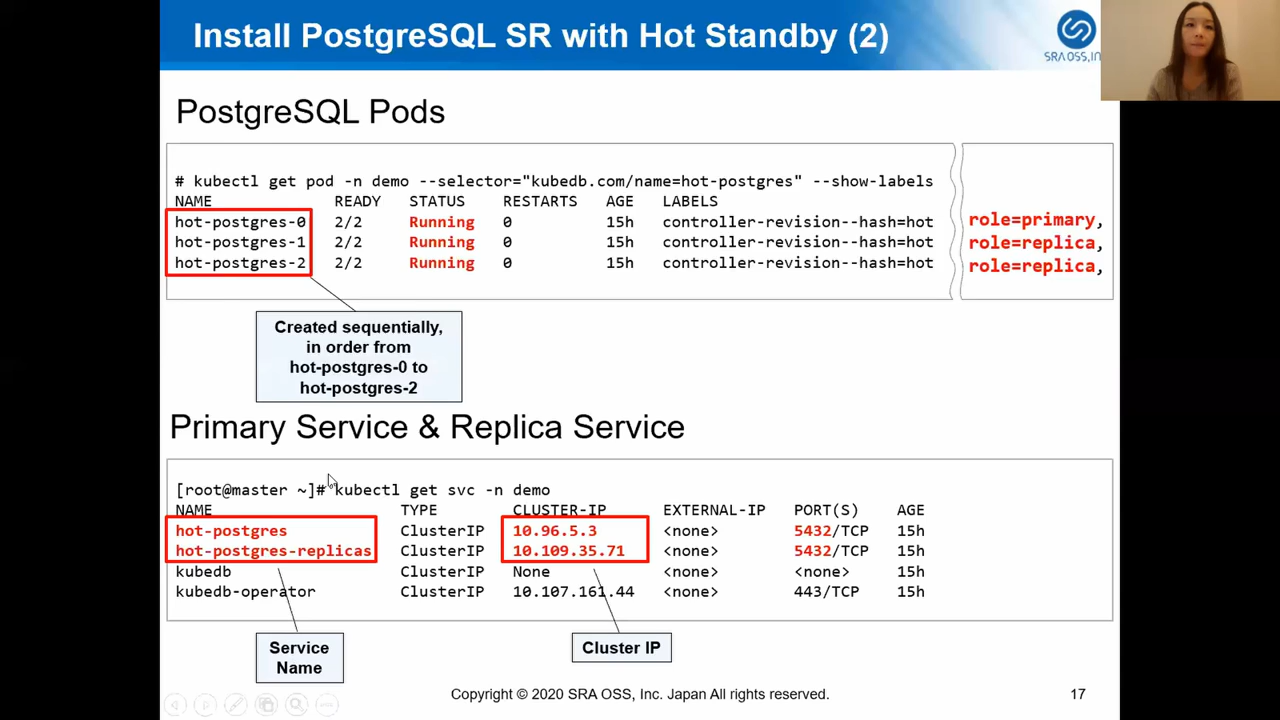 Install PostgreSQL SR with Hot Standby (2)
SRA OSS, IN
PostgreSQL Pods
# kubectl get pod -n demo --selector="kubedb.com/name=hot-postgres" --show-labels
NAME READY STATUS RESTARTS AGE LABELS
hot-postgres-0 2/2 Running 0 15h controller-revision--hash=hot role=primary,
hot-postgres-1 2/2 Running 0 15h controller-revision--hash=hot role=replica,
hot-postgres-2 2/2 Running 0 15h controller-revision--hash=hot role=replica,
Created sequentially,
in order from
hot-postgres-0 to
hot-postgres-2
Primary Service & Replica Service
[root@master ~]# kubectl get svc -n demo
NAME TYPE CLUSTER-IP EXTERNAL-IP PORT(S) AGE
hot-postgres ClusterIP 10.96.5.3 <none> 5432/TCP 15h
hot-postgres-replicas ClusterIP 10.109.35.71 <none> 5432/TCP 15h
kubedb ClusterIP None <none> <none> 15h
kubedb-operator ClusterIP 10.107.161.44 <none> 443/TCP 15h
Service
Name
Cluster IP
Copyright © 2020 SRA OSS, Inc. Japan All rights reserved.
17